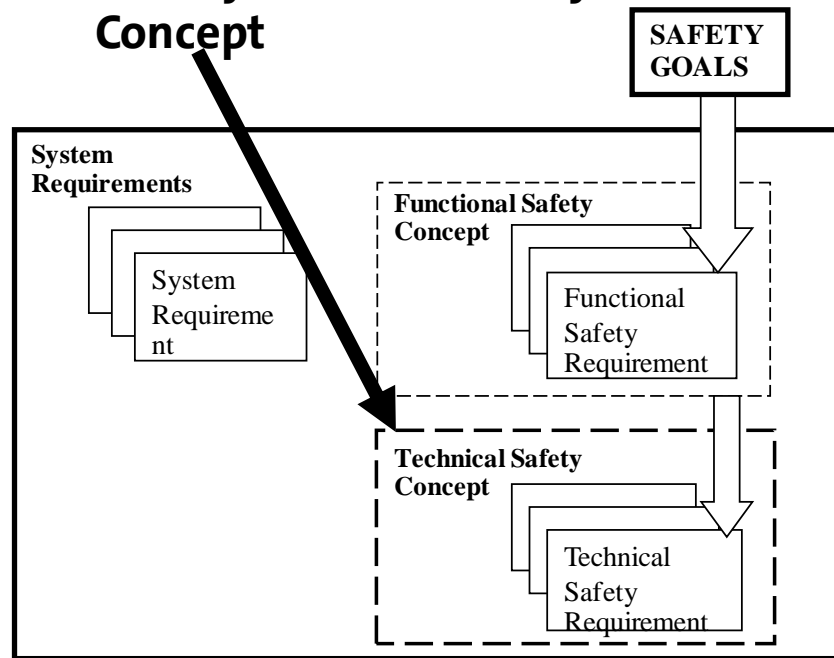 Concept
SAFETY
GOALS
System
Requirements
System
Requireme
nt
Functional Safety
Concept
Functional
Safety
Requirement
Technical Safety
Concept
Technical
Safety
Requirement